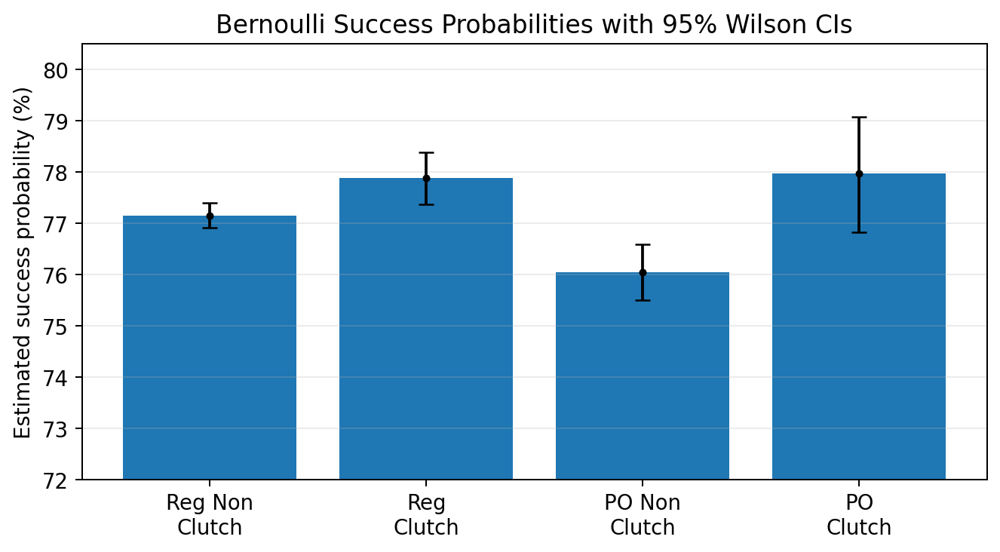 Bernoulli Success Probabilities with 95% Wilson CIs
Estimated success probability (%)
80
79
78
77
76
75
74
73
72
Reg Non
Clutch
Reg
Clutch
PO Non
Clutch
PO
Clutch